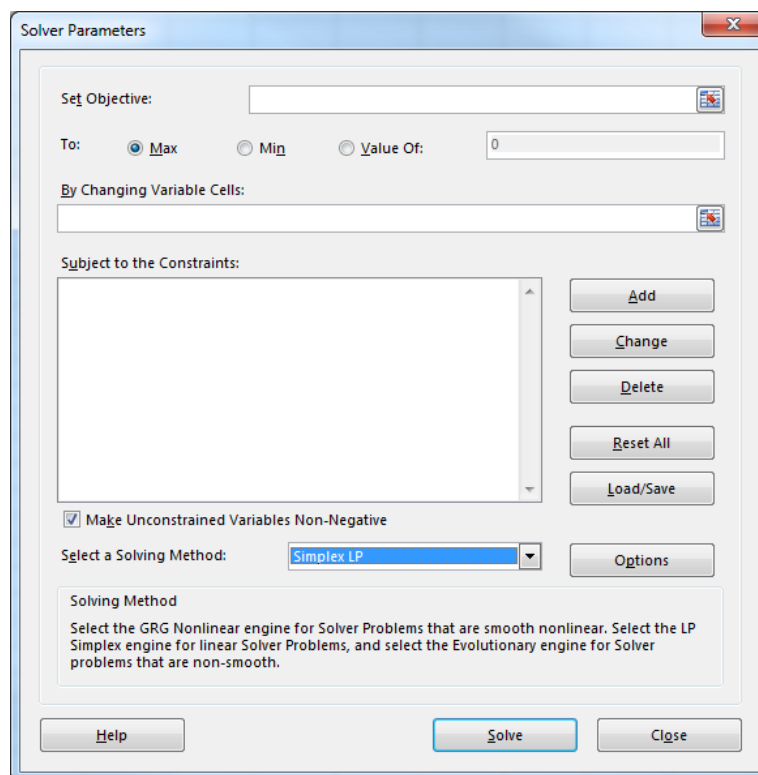 Solver Parameters
Set Objective:
To: Max Min Value Of: 0
By Changing Variable Cells:
Subject to the Constraints:
Add
Change
Delete
Reset All
Load/Save
Make Unconstrained Variables Non-Negative
Select a Solving Method: Simplex LP Options
Solving Method
Select the GRG Nonlinear engine for Solver Problems that are smooth nonlinear. Select the LP
Simplex engine for linear Solver Problems, and select the Evolutionary engine for Solver
problems that are non-smooth.
Help Solve Close